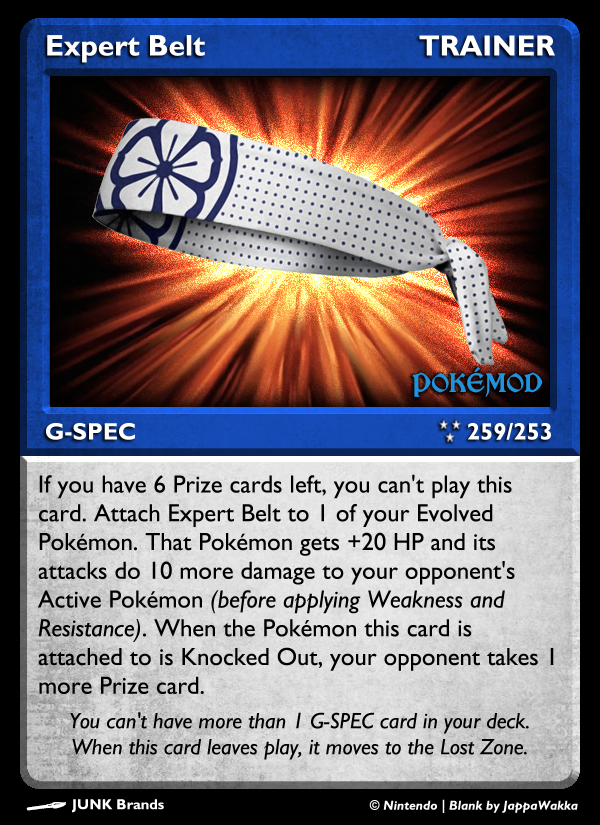 Expert Belt TRAINER
POKÉMOD
G-SPEC 259/253
If you have 6 Prize cards left, you can't play this
card. Attach Expert Belt to 1 of your Evolved
Pokémon. That Pokémon gets +20 HP and its
attacks do 10 more damage to your opponent's
Active Pokémon (before applying Weakness and
Resistance). When the Pokémon this card is
attached to is Knocked Out, your opponent takes 1
more Prize card.
You can't have more than 1 G-SPEC card in your deck.
When this card leaves play, it moves to the Lost Zone.
JUNK Brands © Nintendo | Blank by JappaWakka